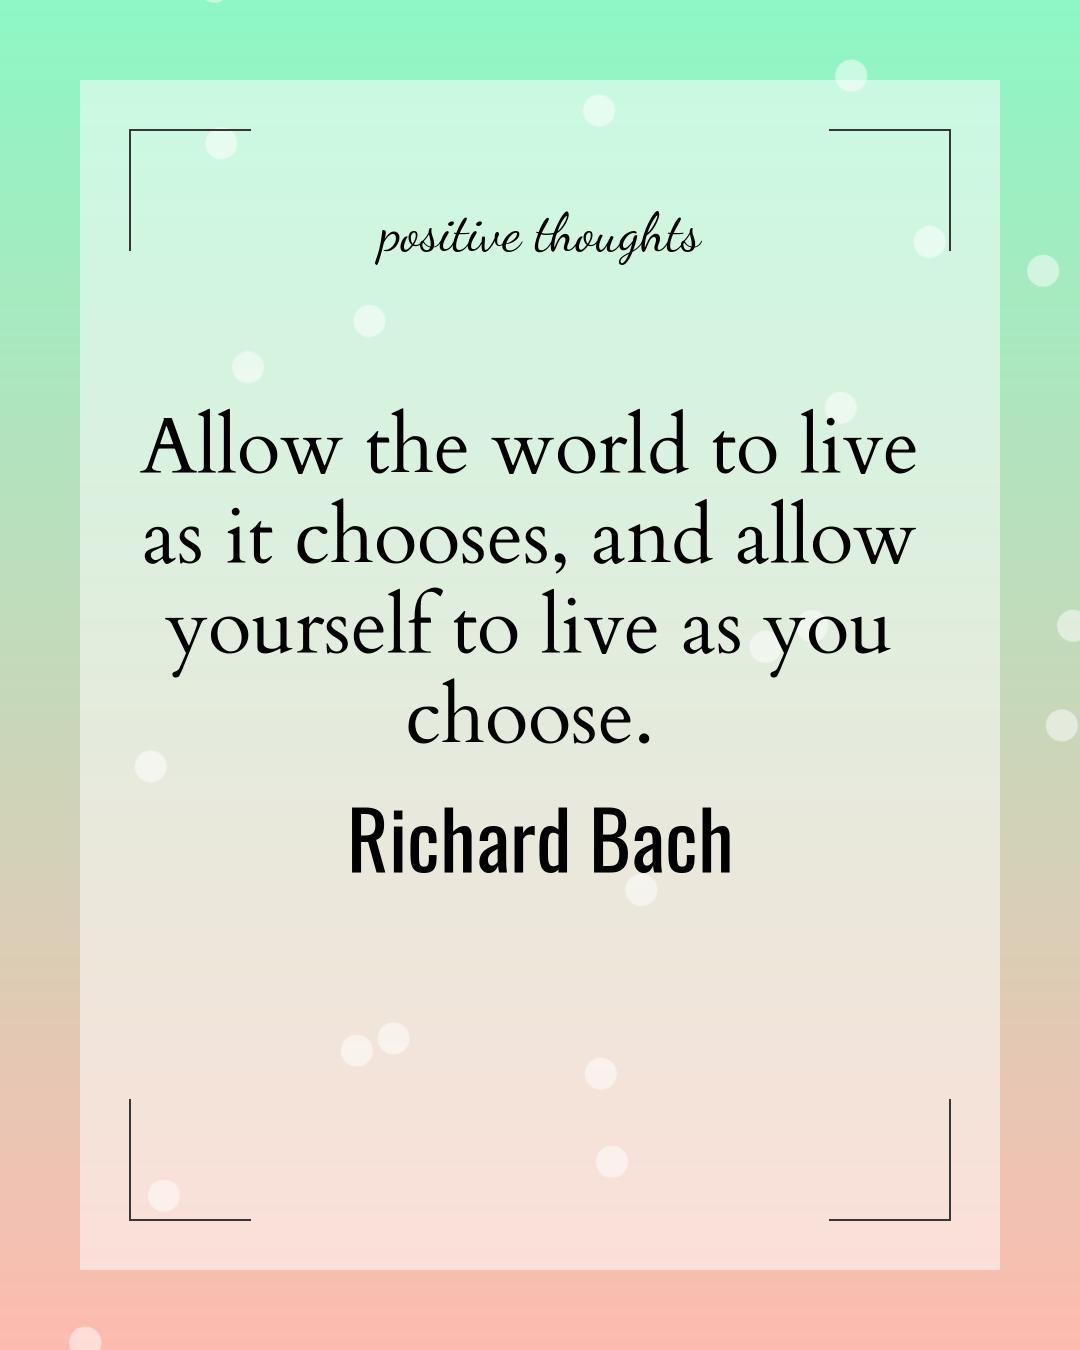 positive thoughts
Allow the world to live
as it chooses, and allow
yourself to live as you
choose.
Richard Bach